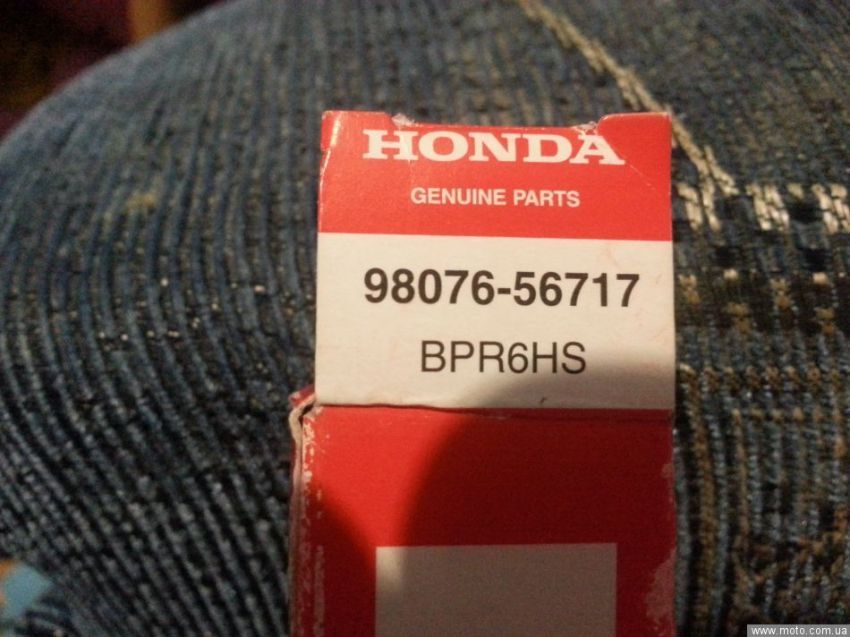 HONDA
GENUINE PARTS
98076-56717
BPR6HS
www.moto.com.ua